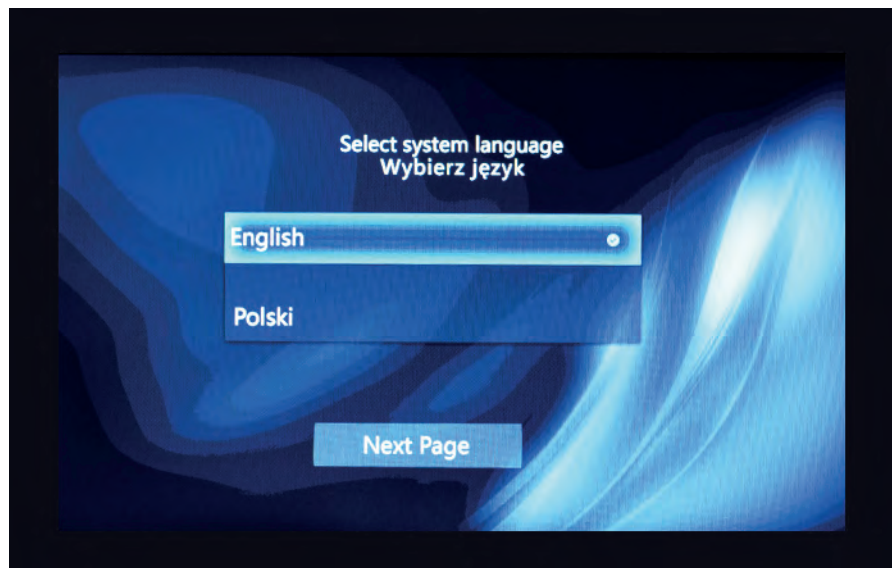 Select system language
Wybierz język
English
Polski
Next Page